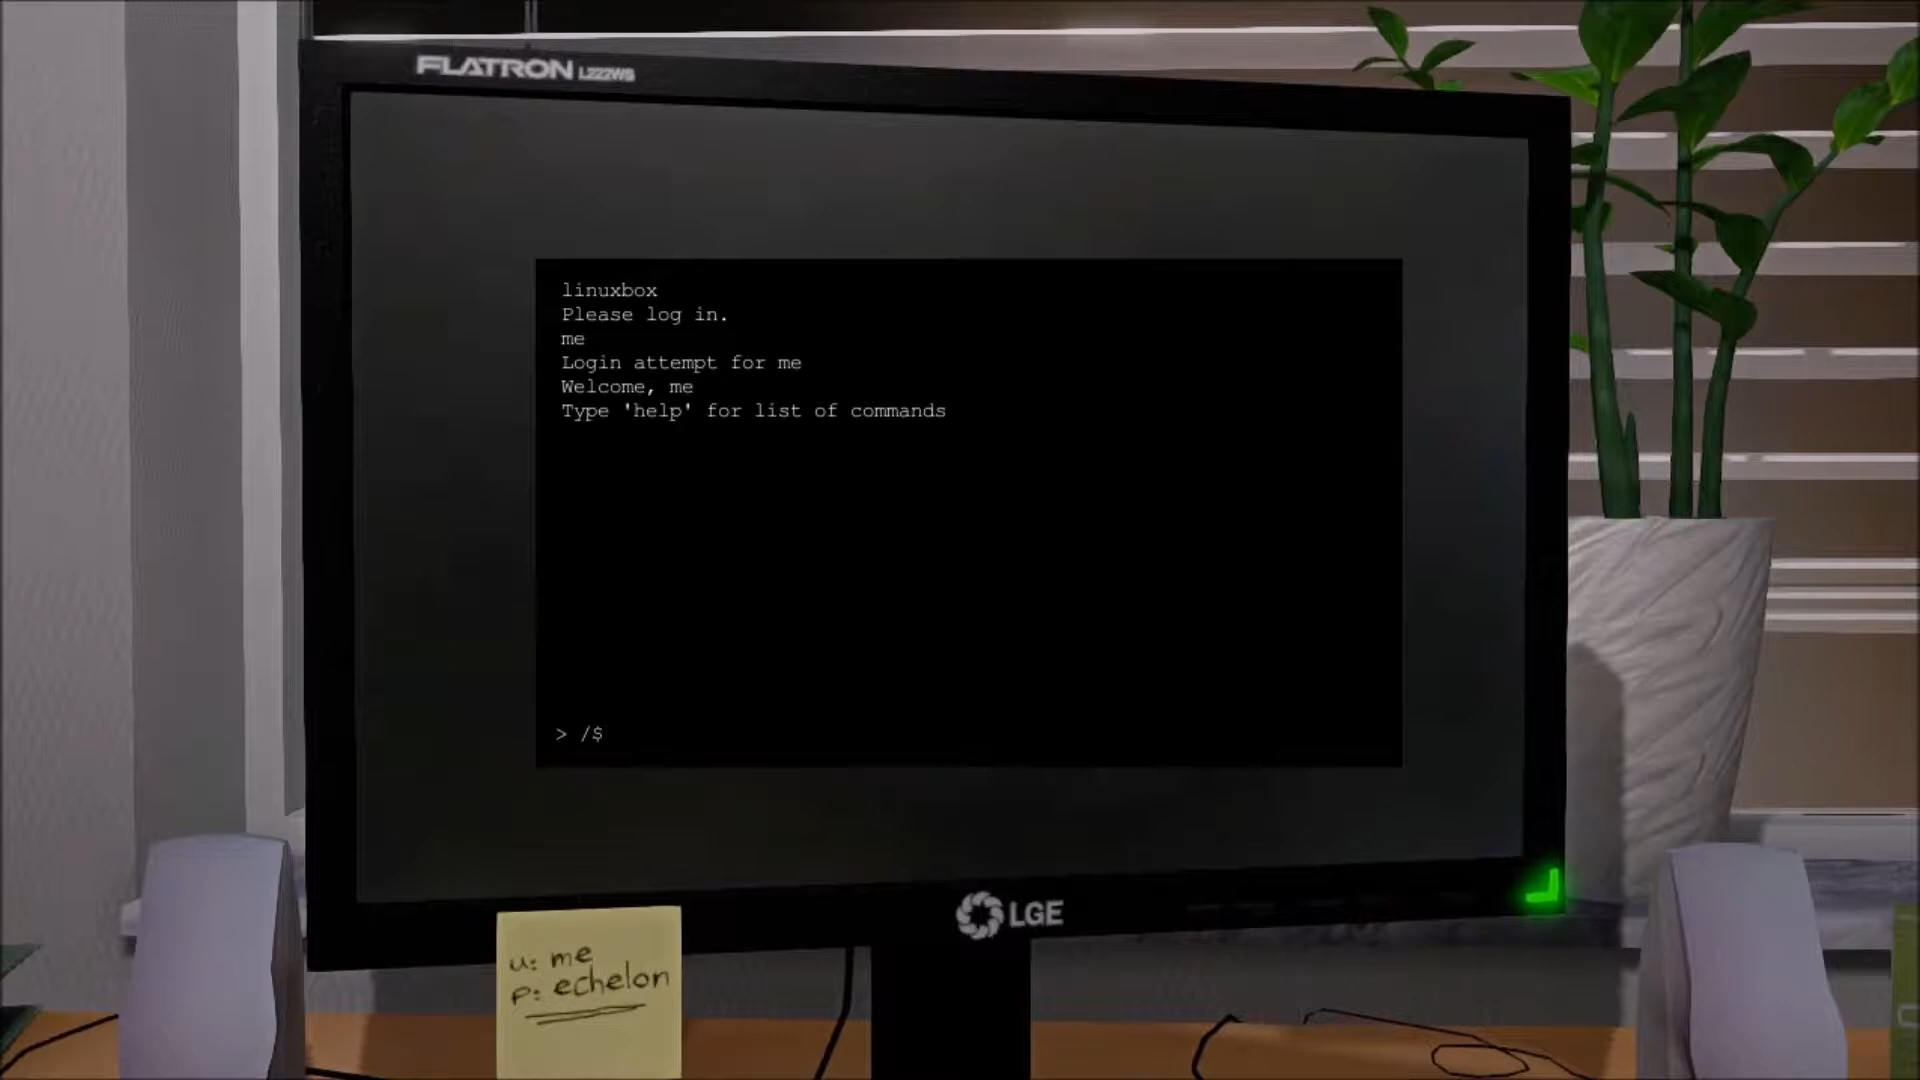 FLATRON L222WS
linuxbox
Please log in.
me
Login attempt for me
Welcome, me
Type 'help' for list of commands
> /$
LGE
u: me
p: echelon